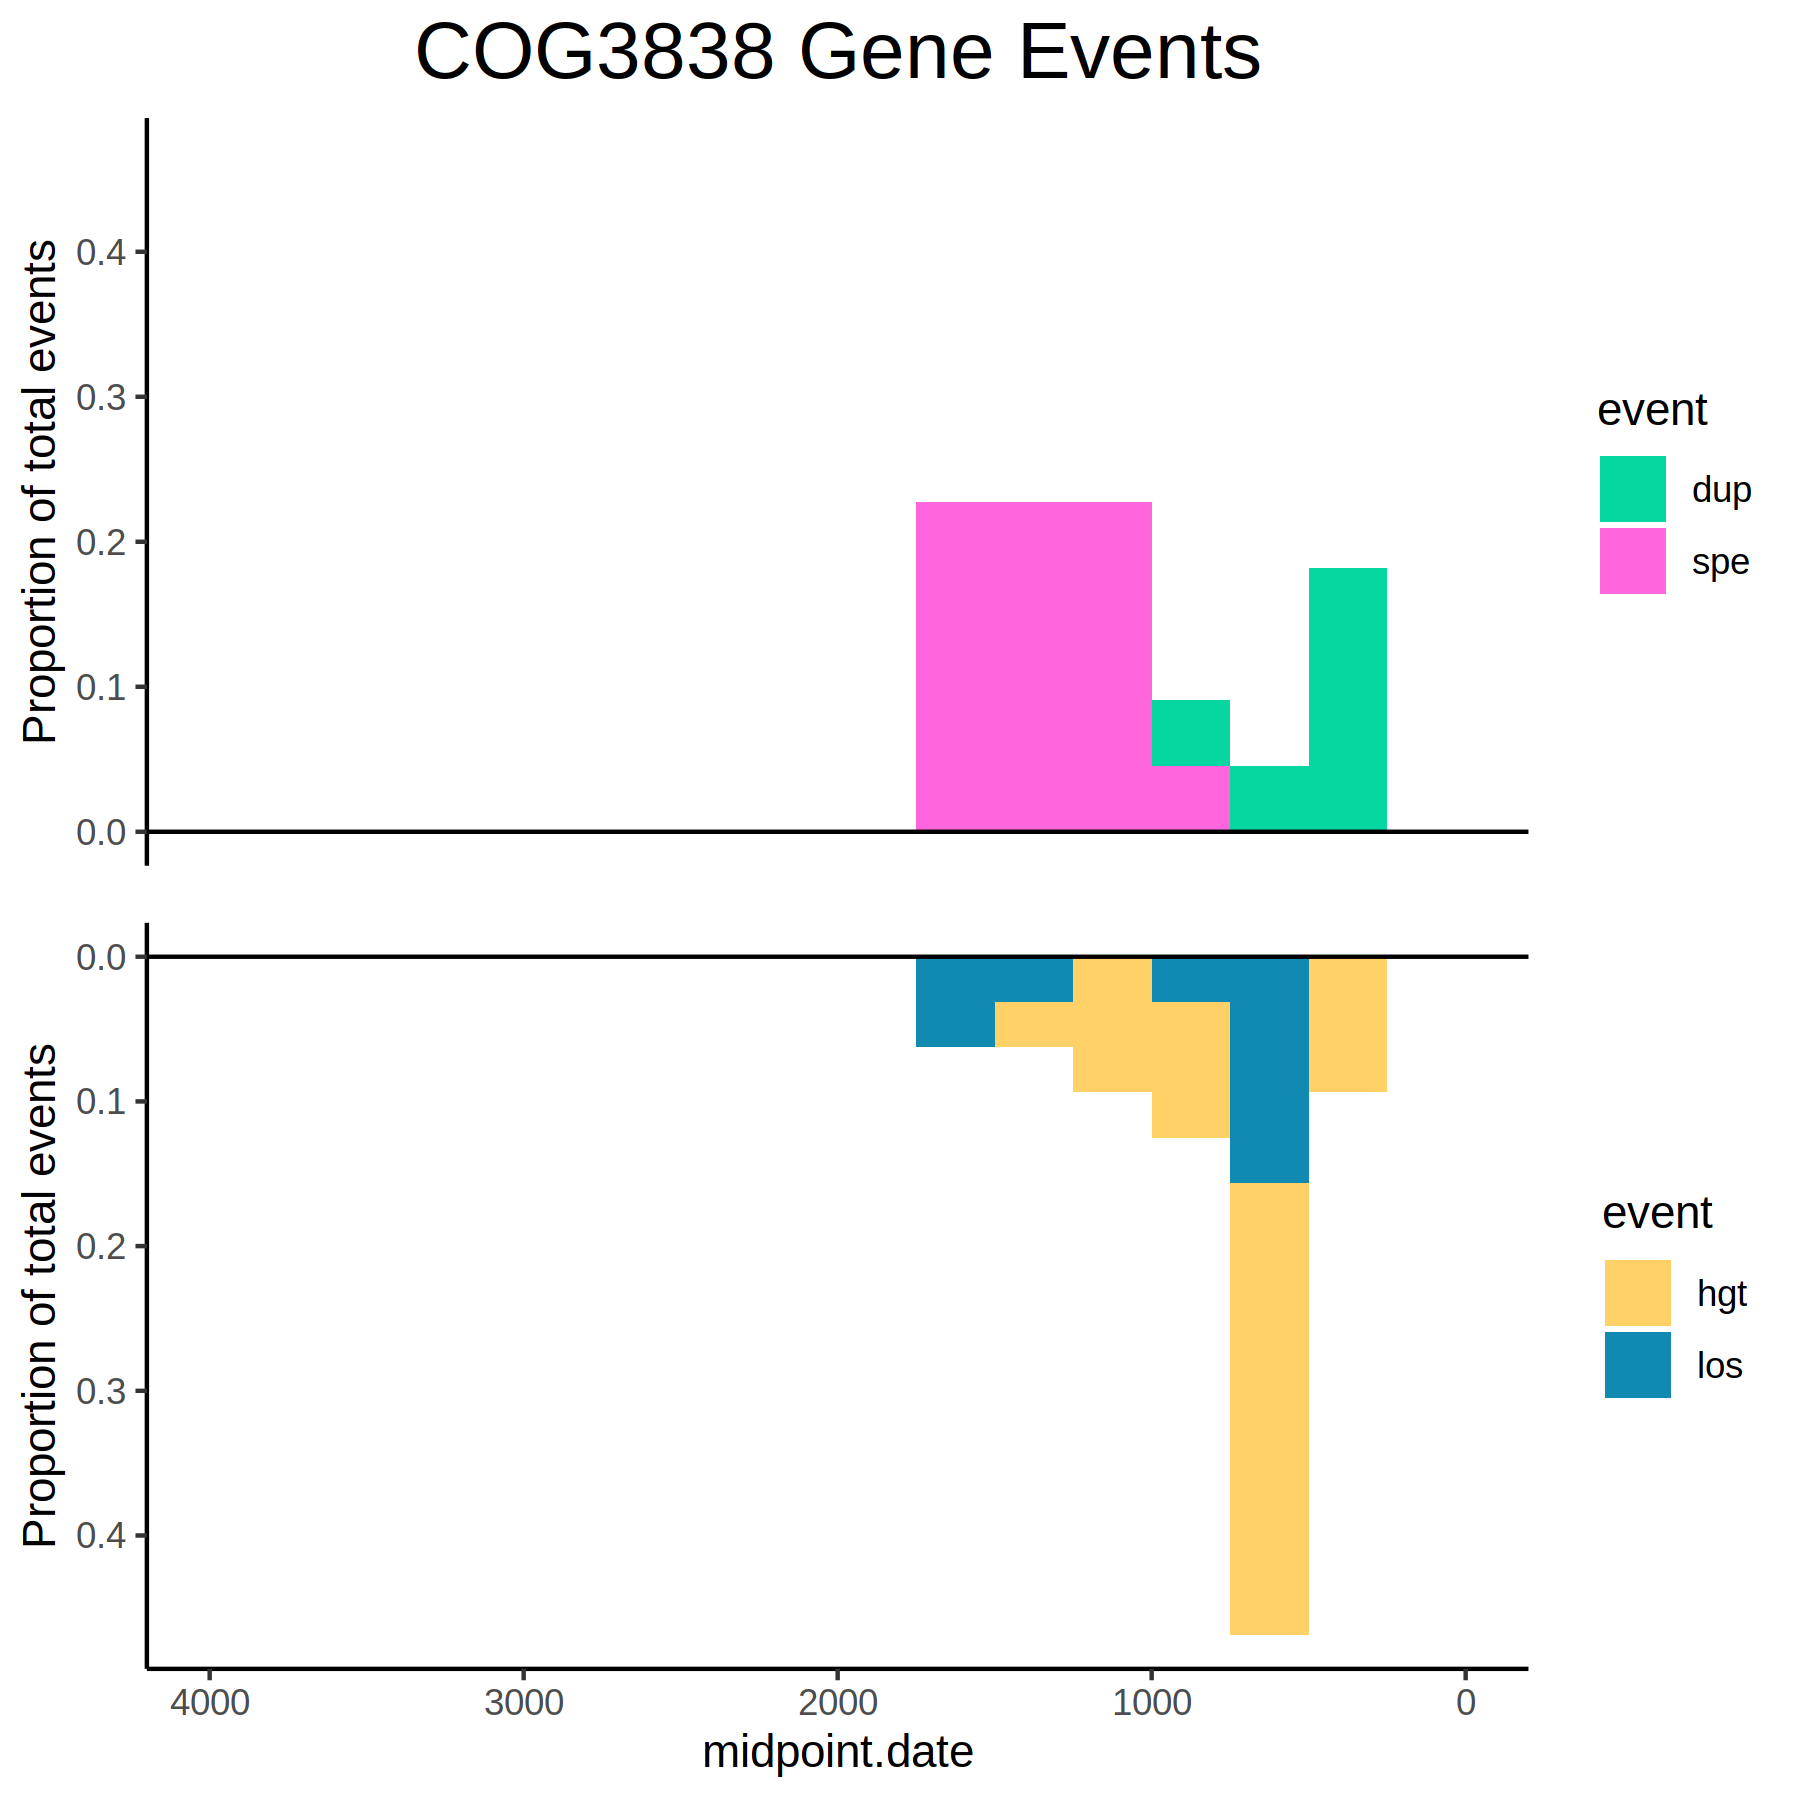 COG3838 Gene Events
Proportion of total events
0.4
0.3
0.2
0.1
0.0
event
dup
spe
Proportion of total events
0.0
0.1
0.2
0.3
0.4
event
hgt
los
4000 3000 2000 1000 0
midpoint.date